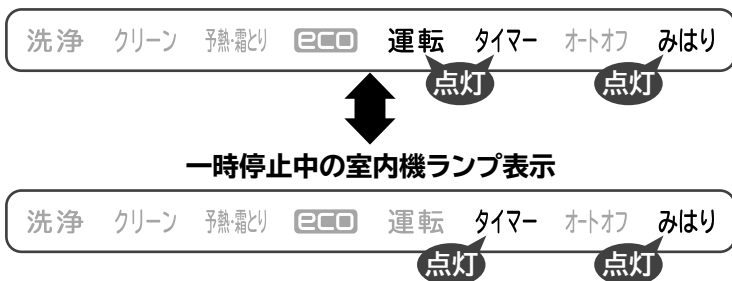 洗浄 クリーン 予熱・霜とり eco 運転 タイマー オートオフ みはり
点灯 点灯
一時停止中の室内機ランプ表示
洗浄 クリーン 予熱・霜とり eco 運転 タイマー オートオフ みはり
点灯 点灯